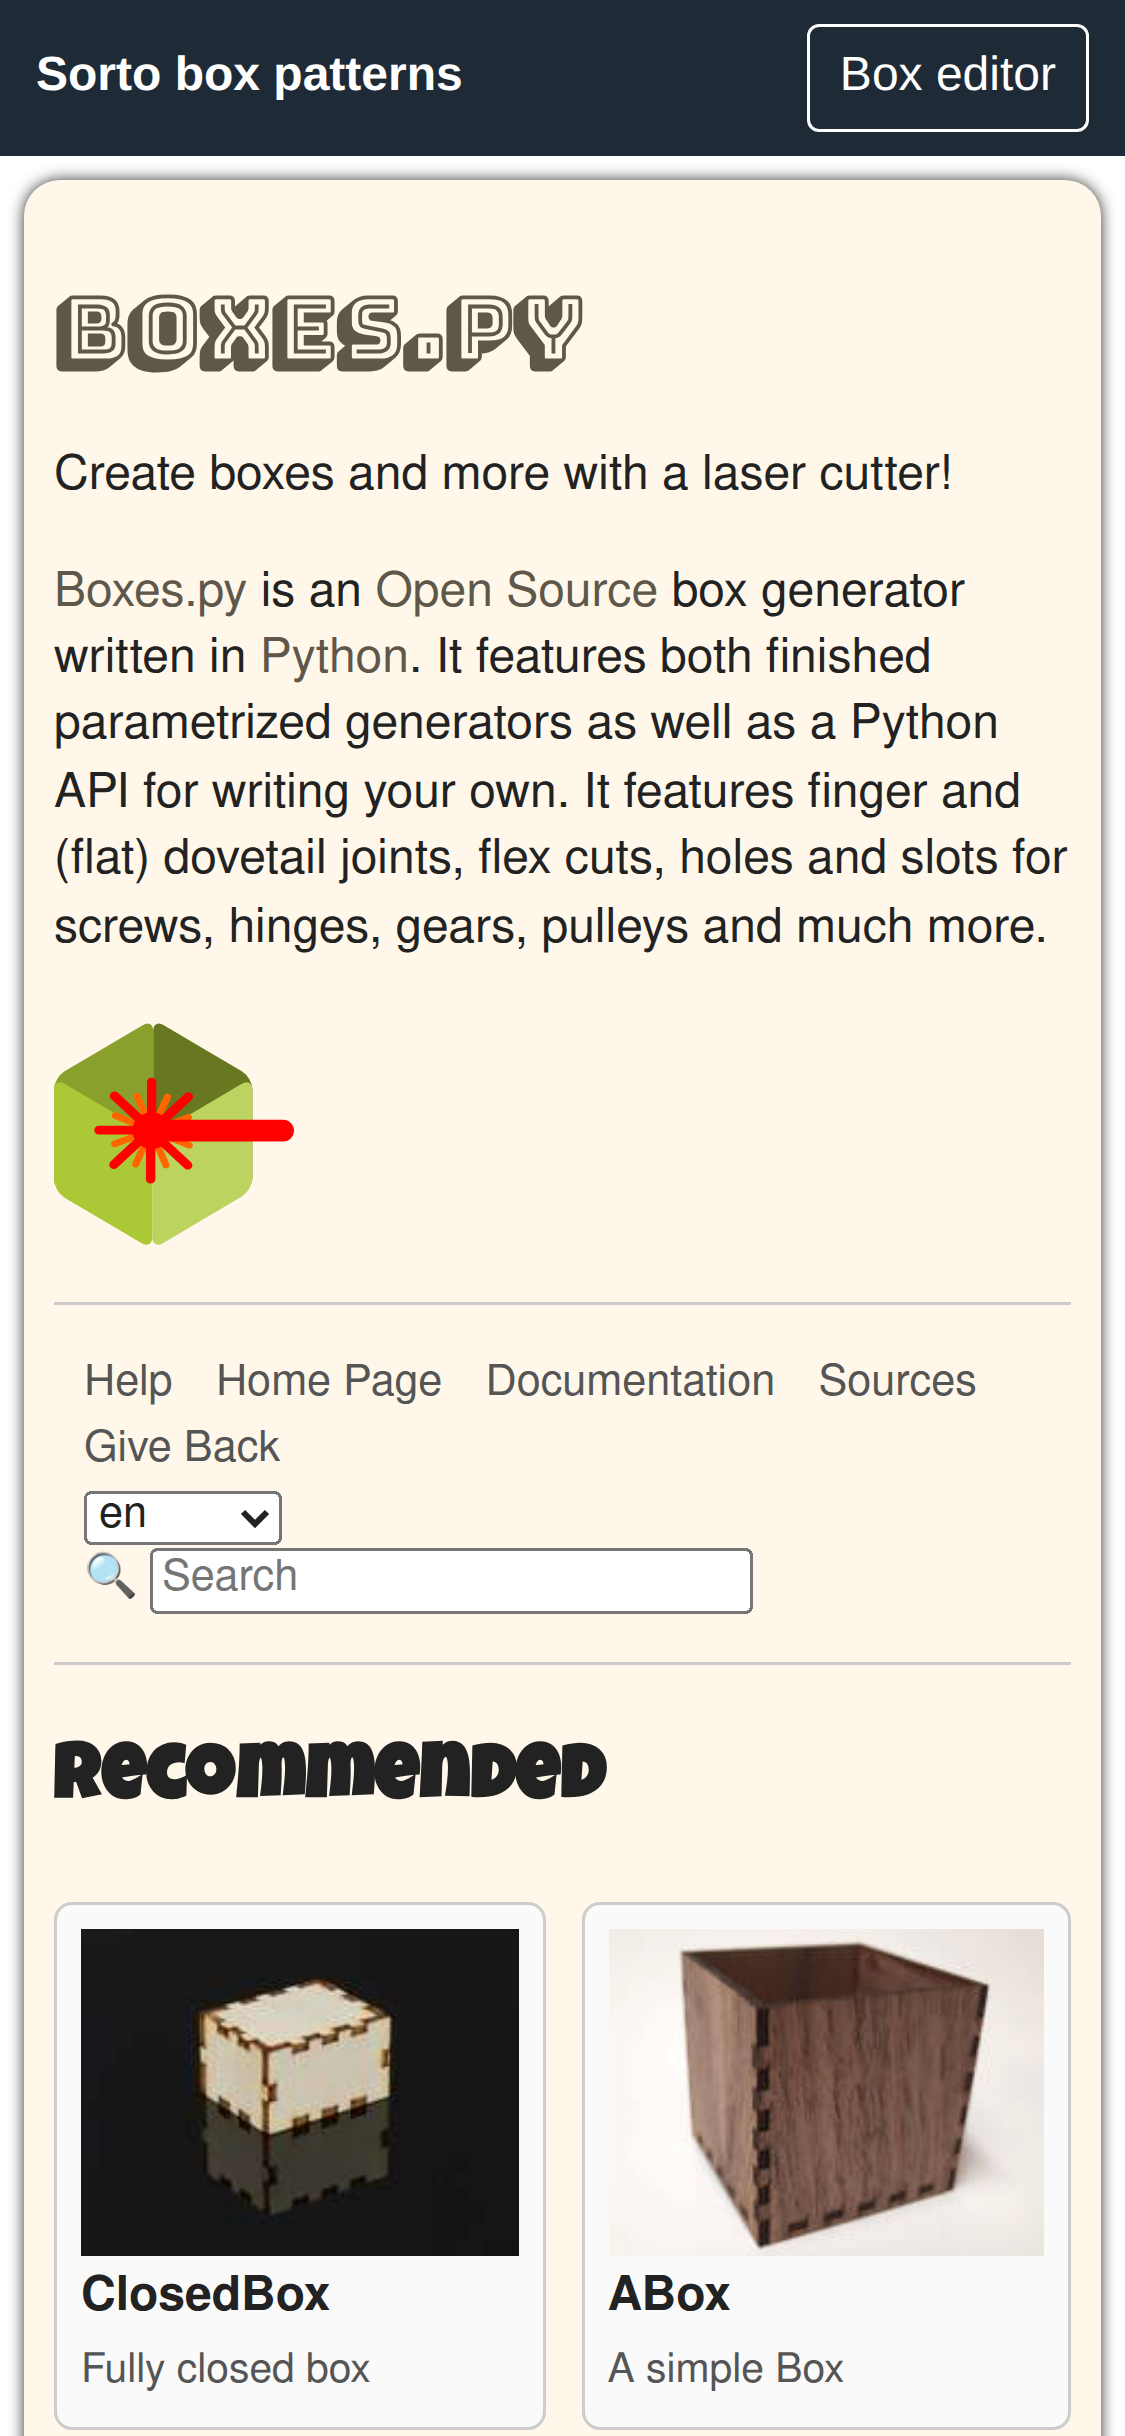 Sorto box patterns
Box editor
BOXES.PY
Create boxes and more with a laser cutter!
Boxes.py is an Open Source box generator
written in Python. It features both finished
parametrized generators as well as a Python
API for writing your own. It features finger and
(flat) dovetail joints, flex cuts, holes and slots for
screws, hinges, gears, pulleys and much more.
Help Home Page Documentation Sources
Give Back
en
Search
Recommended
ClosedBox
Fully closed box
ABox
A simple Box